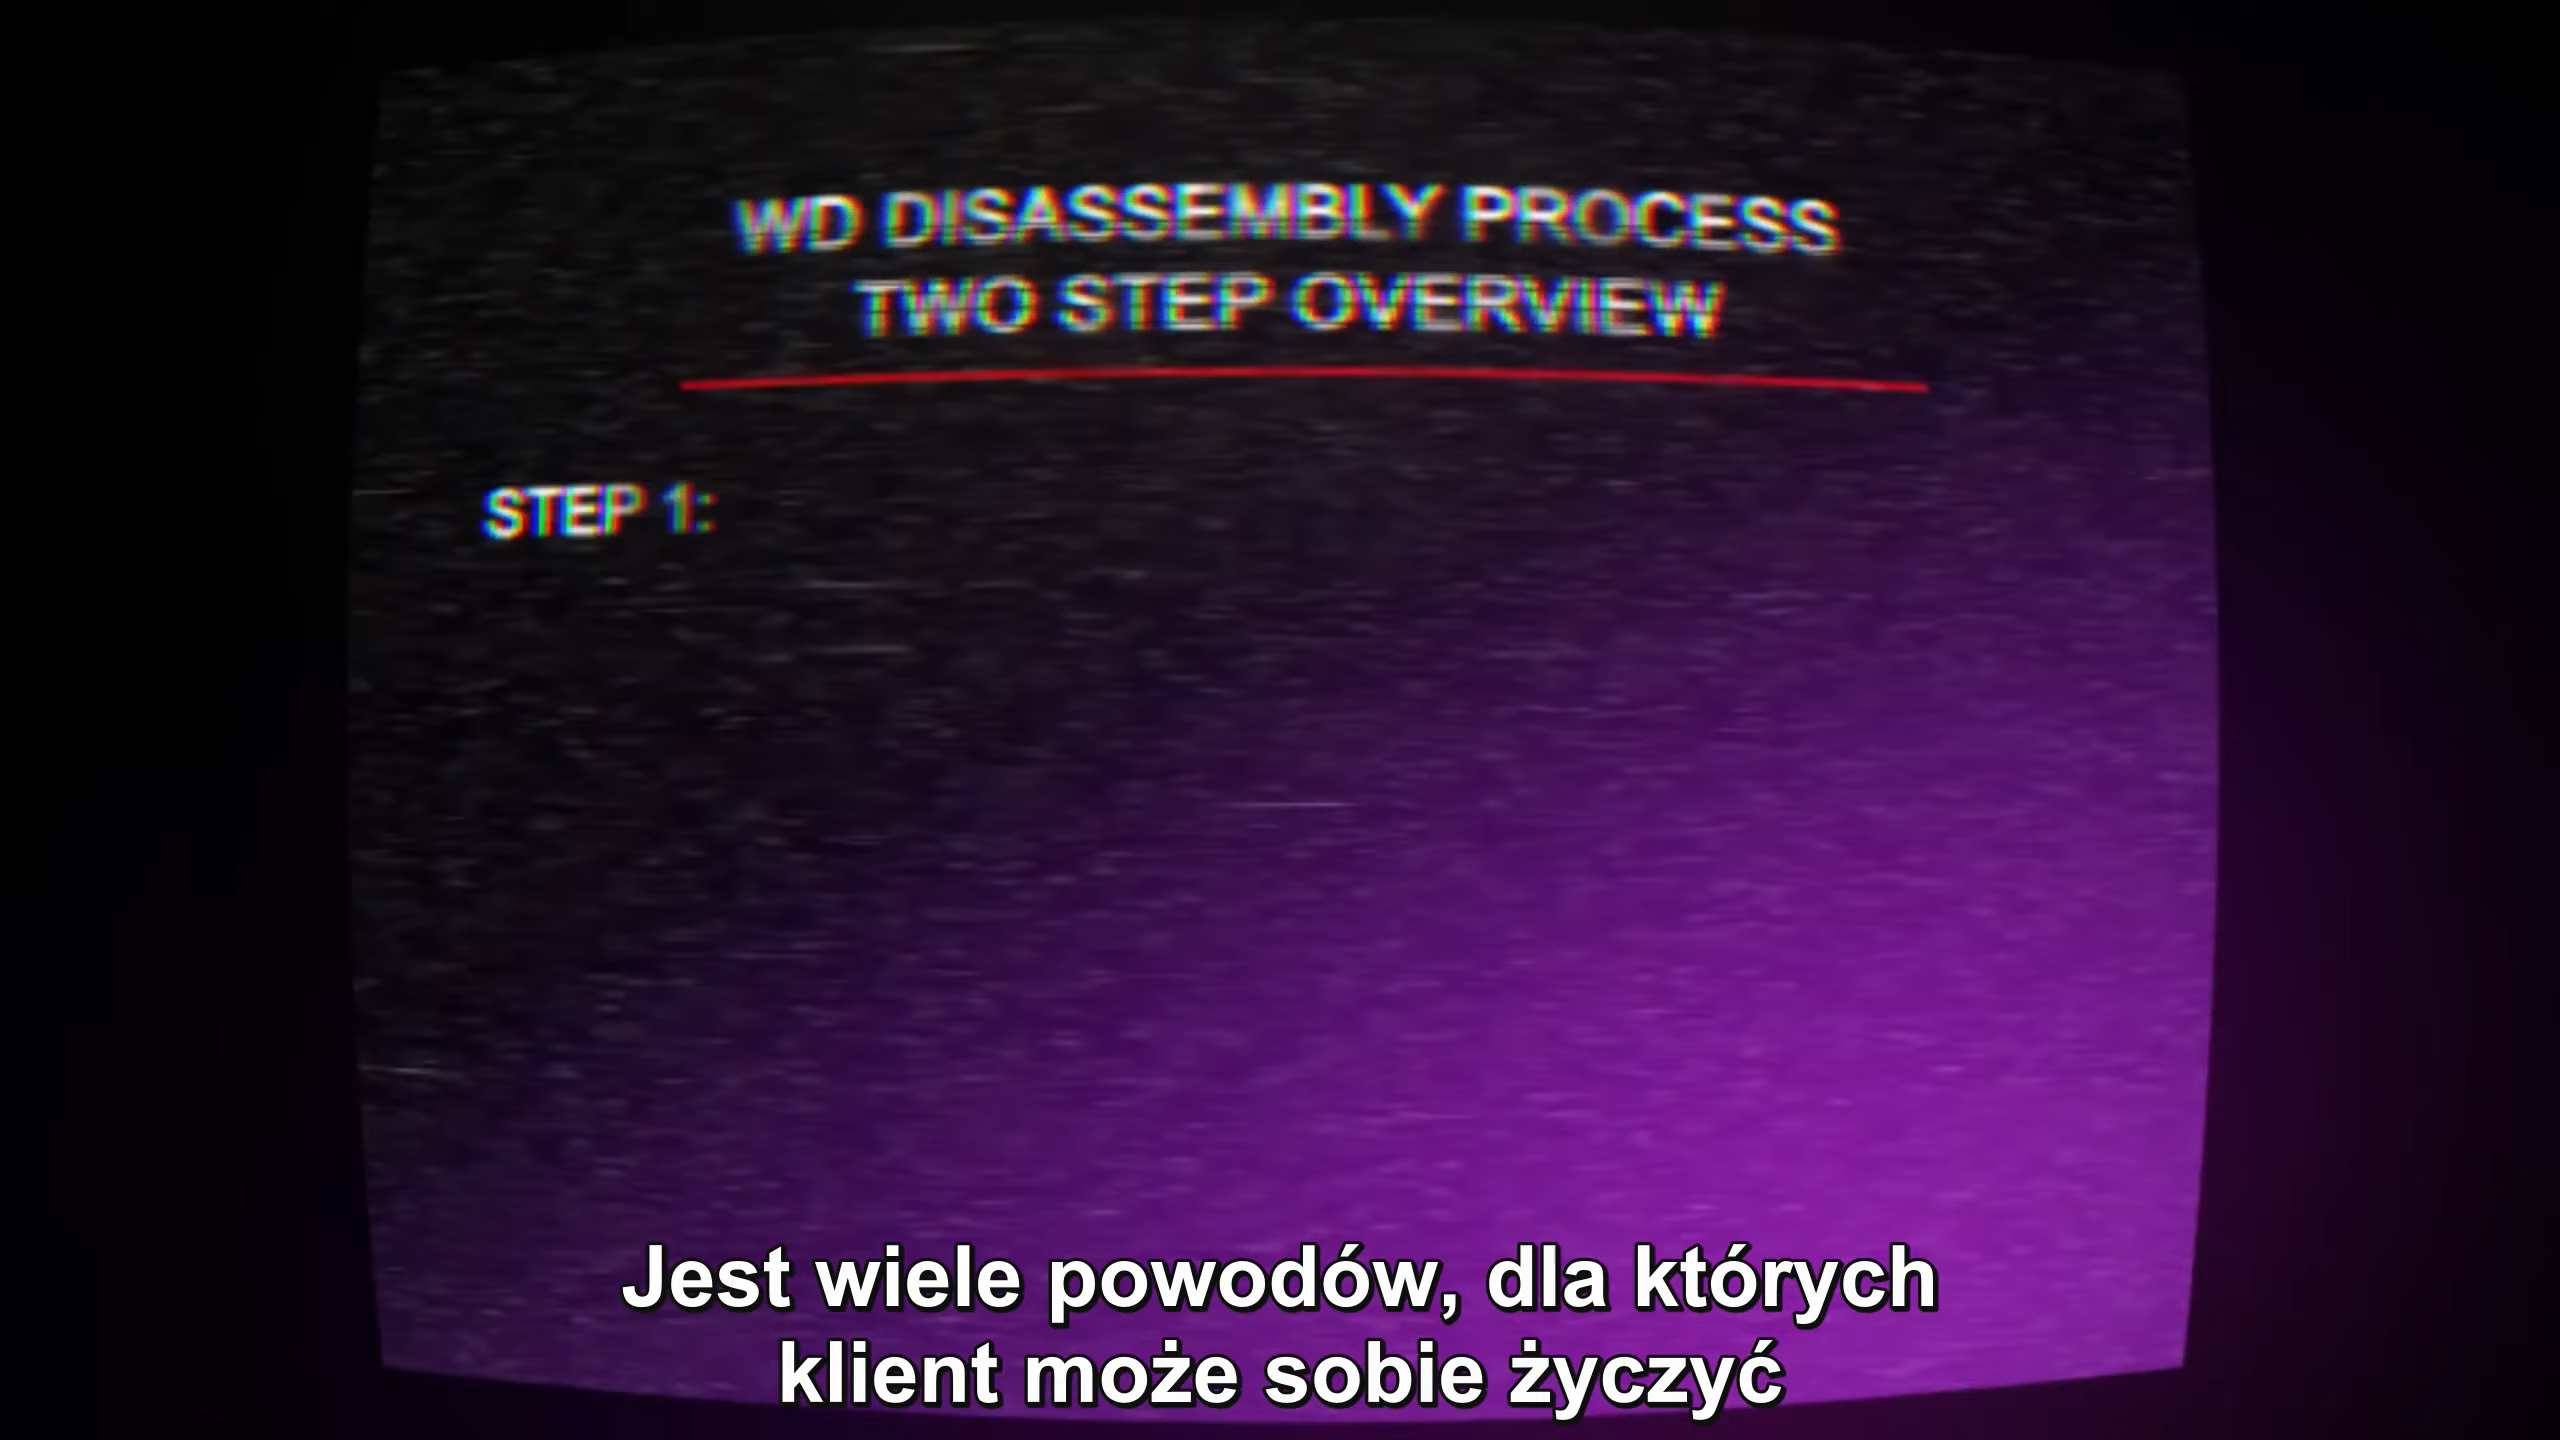 WD DISASSEMBLY PROCESS
TWO STEP OVERVIEW
STEP 1:
Jest wiele powodów, dla których
klient może sobie życzyć